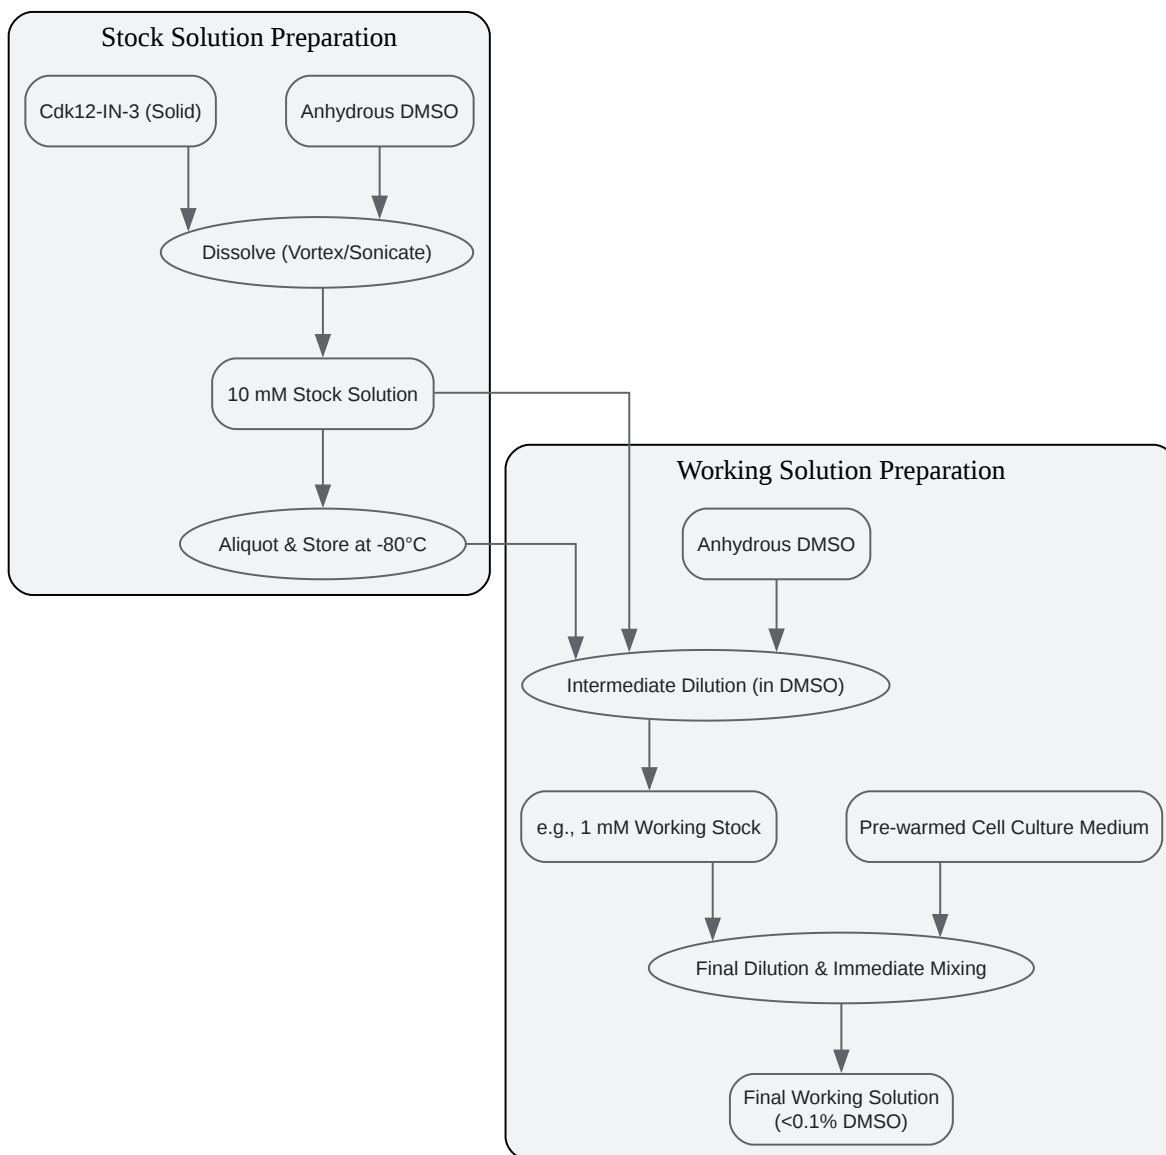 Stock Solution Preparation
Cdk12-IN-3 (Solid)
Anhydrous DMSO
Dissolve (Vortex/Sonicate)
10 mM Stock Solution
Aliquot & Store at -80°C
Working Solution Preparation
Anhydrous DMSO
Intermediate Dilution (in DMSO)
e.g., 1 mM Working Stock
Pre-warmed Cell Culture Medium
Final Dilution & Immediate Mixing
Final Working Solution
(<0.1% DMSO)